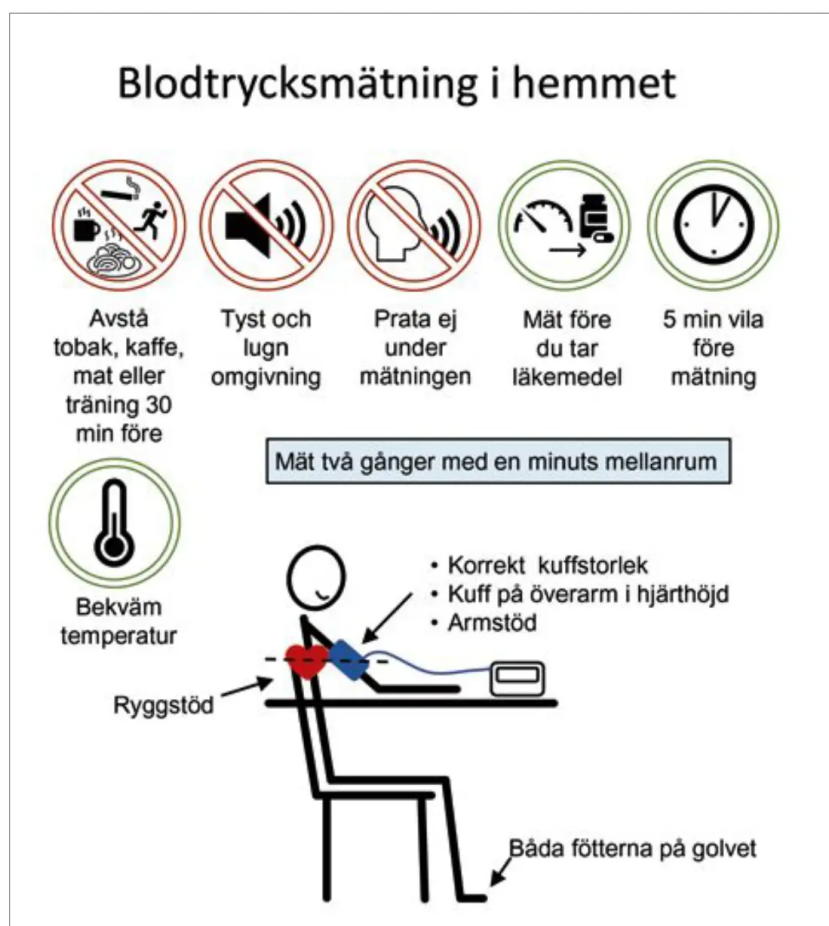 Blodtrycksmätning i hemmet
Avstå
tobak, kaffe,
mat eller
träning 30
min före
Tyst och
lugn
omgivning
Prata ej
under
mätningen
Mät före
du tar
läkemedel
5 min vila
före
mätning
Mät två gånger med en minuts mellanrum
Bekväm
temperatur
• Korrekt kuffstorlek
• Kuff på överarm i hjärthöjd
• Armstöd
Ryggstöd
Båda fötterna på golvet